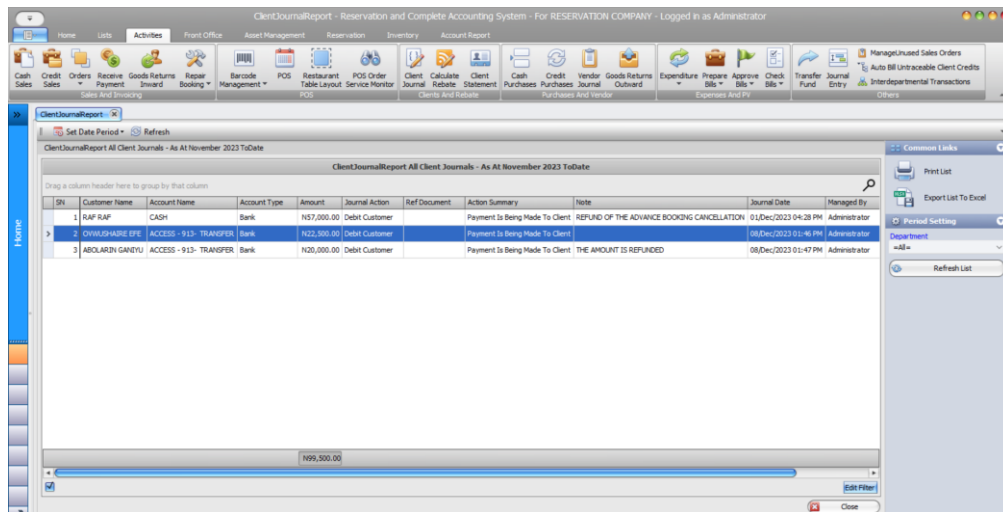 ClientJournalReport - Reservation and Complete Accounting System - For RESERVATION COMPANY - Logged in as Administrator
Home Lists Activities Front Office Asset Management Reservation Inventory Account Report
Cash Sales Credit Sales Orders Receive Payment Goods Returns Inward Repair Booking Barcode Management POS Restaurant Table Layout POS Order Service Monitor Client Journal Calculate Rebate Client Statement Cash Purchases Credit Purchases Vendor Journal Goods Returns Outward Expenditure Prepare Bills Approve Bills Check Bills Transfer Fund Journal Entry
ManageUnused Sales Orders
Auto Bill Untraceable Client Credits
Interdepartmental Transactions
Sales And Invoicing POS Clients And Rebate Purchases And Vendor Expenses And PV Others
ClientJournalReport
Set Date Period Refresh
ClientJournalReport All Client Journals - As At November 2023 ToDate
ClientJournalReport All Client Journals - As At November 2023 ToDate
Drag a column header here to group by that column
SN Customer Name Account Name Account Type Amount Journal Action Ref Document Action Summary Note Journal Date Managed By
1 RAF RAF CASH Bank N57,000.00 Debit Customer Payment Is Being Made To Client REFUND OF THE ADVANCE BOOKING CANCELLATION 01/Dec/2023 04:28 PM Administrator
2 OVWUSHAIRE EFE ACCESS - 913- TRANSFER Bank N22,500.00 Debit Customer Payment Is Being Made To Client 08/Dec/2023 01:46 PM Administrator
3 ABOLARIN GANIYU ACCESS - 913- TRANSFER Bank N20,000.00 Debit Customer Payment Is Being Made To Client THE AMOUNT IS REFUNDED 08/Dec/2023 01:47 PM Administrator
N99,500.00
Edit Filter
Close
Home
Common Links
Print List
Export List To Excel
Period Setting
Department
=All=
Refresh List